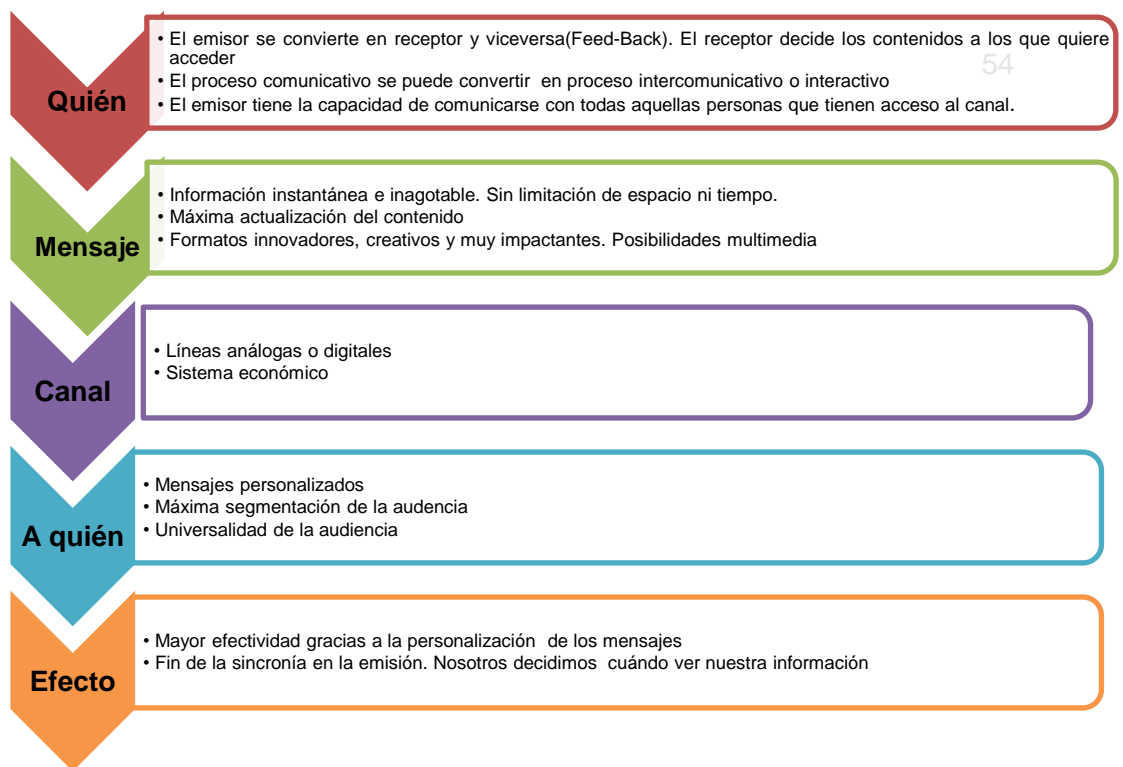 • El emisor se convierte en receptor y viceversa(Feed-Back). El receptor decide los contenidos a los que quiere
acceder
54
• El proceso comunicativo se puede convertir en proceso intercomunicativo o interactivo
Quién
• El emisor tiene la capacidad de comunicarse con todas aquellas personas que tienen acceso al canal.
• Información instantánea e inagotable. Sin limitación de espacio ni tiempo.
• Máxima actualización del contenido
Mensaje
• Formatos innovadores, creativos y muy impactantes. Posibilidades multimedia
• Líneas análogas o digitales
• Sistema económico
Canal
• Mensajes personalizados
• Máxima segmentación de la audencia
A quién
• Universalidad de la audiencia
• Mayor efectividad gracias a la personalización de los mensajes
• Fin de la sincronía en la emisión. Nosotros decidimos cuándo ver nuestra información
Efecto